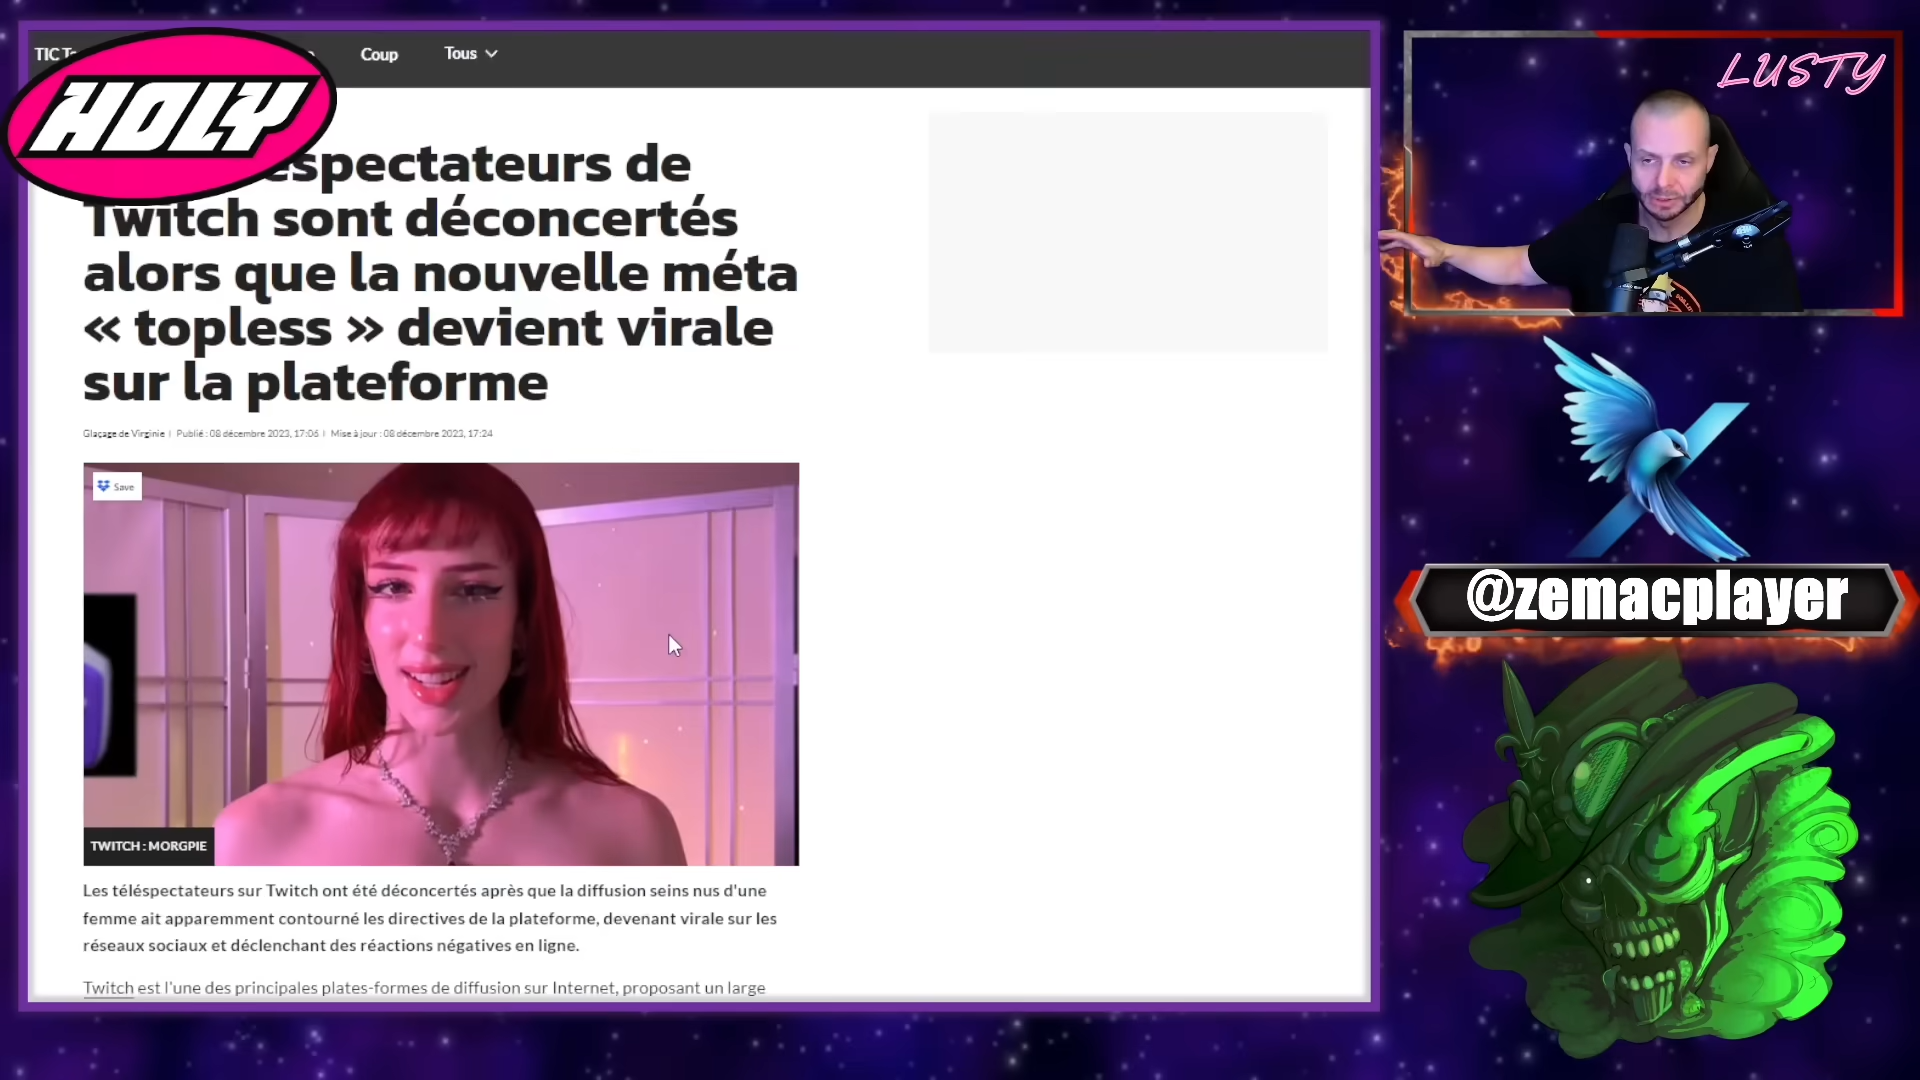 Coup
Tous
HOLY
LUSTY
spectateurs de
Twitch sont déconcertés
alors que la nouvelle méta
« topless » devient virale
sur la plateforme
Glaçage de Virginie | Publié : 08 décembre 2023, 17:06 | Mise à jour : 08 décembre 2023, 17:24
Save
TWITCH : MORGPIE
Les téléspectateurs sur Twitch ont été déconcertés après que la diffusion seins nus d'une
femme ait apparemment contourné les directives de la plateforme, devenant virale sur les
réseaux sociaux et déclenchant des réactions négatives en ligne.
Twitch est l'une des principales plates-formes de diffusion sur Internet, proposant un large
@zemacplayer